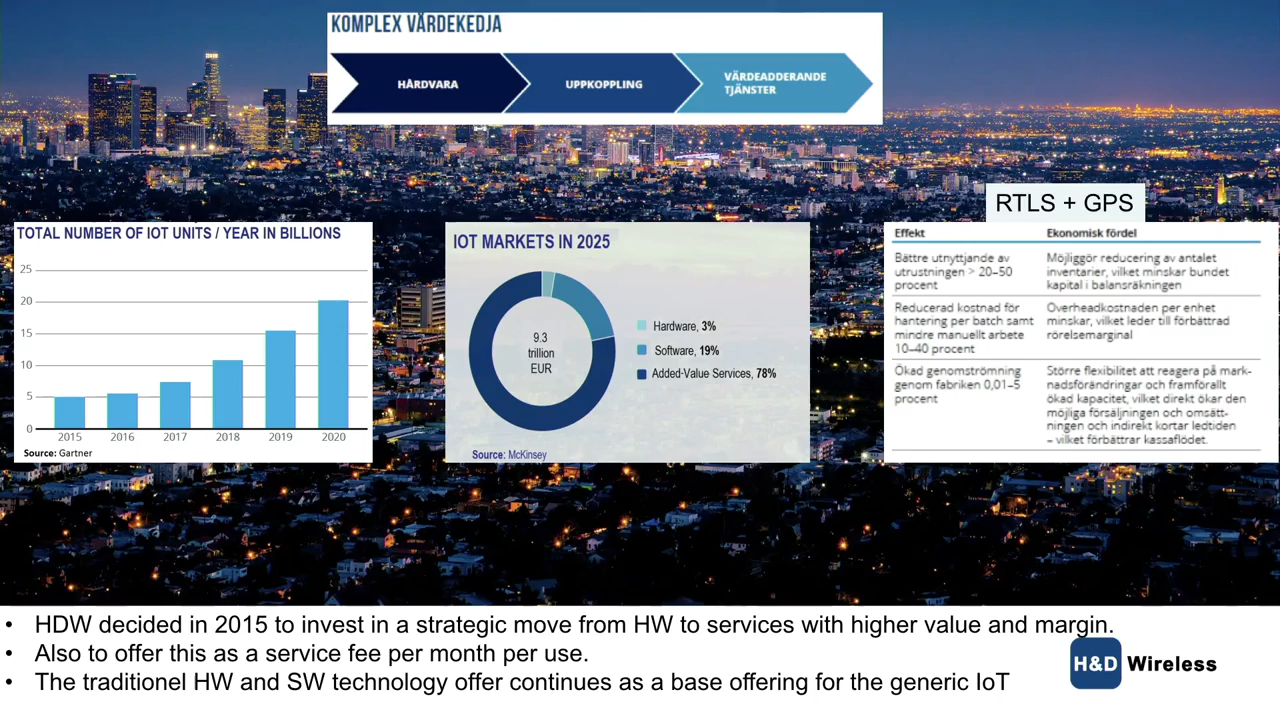 KOMPLEX VÄRDEKEDJA
HÅRDVARA
UPPKOPPLING
VÄRDEADDERANDE
TJÄNSTER
RTLS + GPS
TOTAL NUMBER OF IOT UNITS / YEAR IN BILLIONS
25
20
15
10
5
0
2015 2016 2017 2018 2019 2020
Source: Gartner
IOT MARKETS IN 2025
9.3
trillion
EUR
Hardware, 3%
Software, 19%
Added-Value Services, 78%
Source: McKinsey
Effekt Ekonomisk fördel
Bättre utnyttjande av Möjliggör reducering av antalet
utrustningen > 20–50 inventarier, vilket minskar bundet
procent kapital i balansräkningen
Reducerad kostnad för Overheadkostnaden per enhet
hantering per batch samt minskar, vilket leder till förbättrad
mindre manuellt arbete rörelsemarginal
10–40 procent
Ökad genomströmning Större flexibilitet att reagera på mark-
genom fabriken 0,01–5 nadsförändringar och framförallt
procent ökad kapacitet, vilket direkt ökar den
möjliga försäljningen och omsätt-
ningen och indirekt kortar ledtiden
– vilket förbättrar kassaflödet.
• HDW decided in 2015 to invest in a strategic move from HW to services with higher value and margin.
• Also to offer this as a service fee per month per use.
• The traditionel HW and SW technology offer continues as a base offering for the generic IoT
H&D Wireless